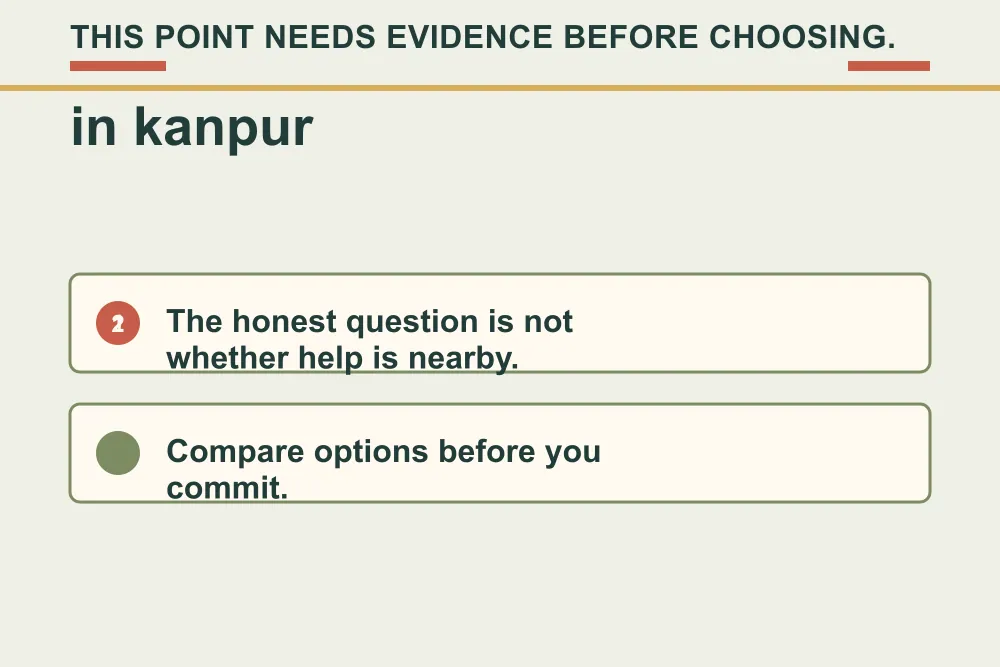 THIS POINT NEEDS EVIDENCE BEFORE CHOOSING.
in kanpur
2
The honest question is not
whether help is nearby.
Compare options before you
commit.